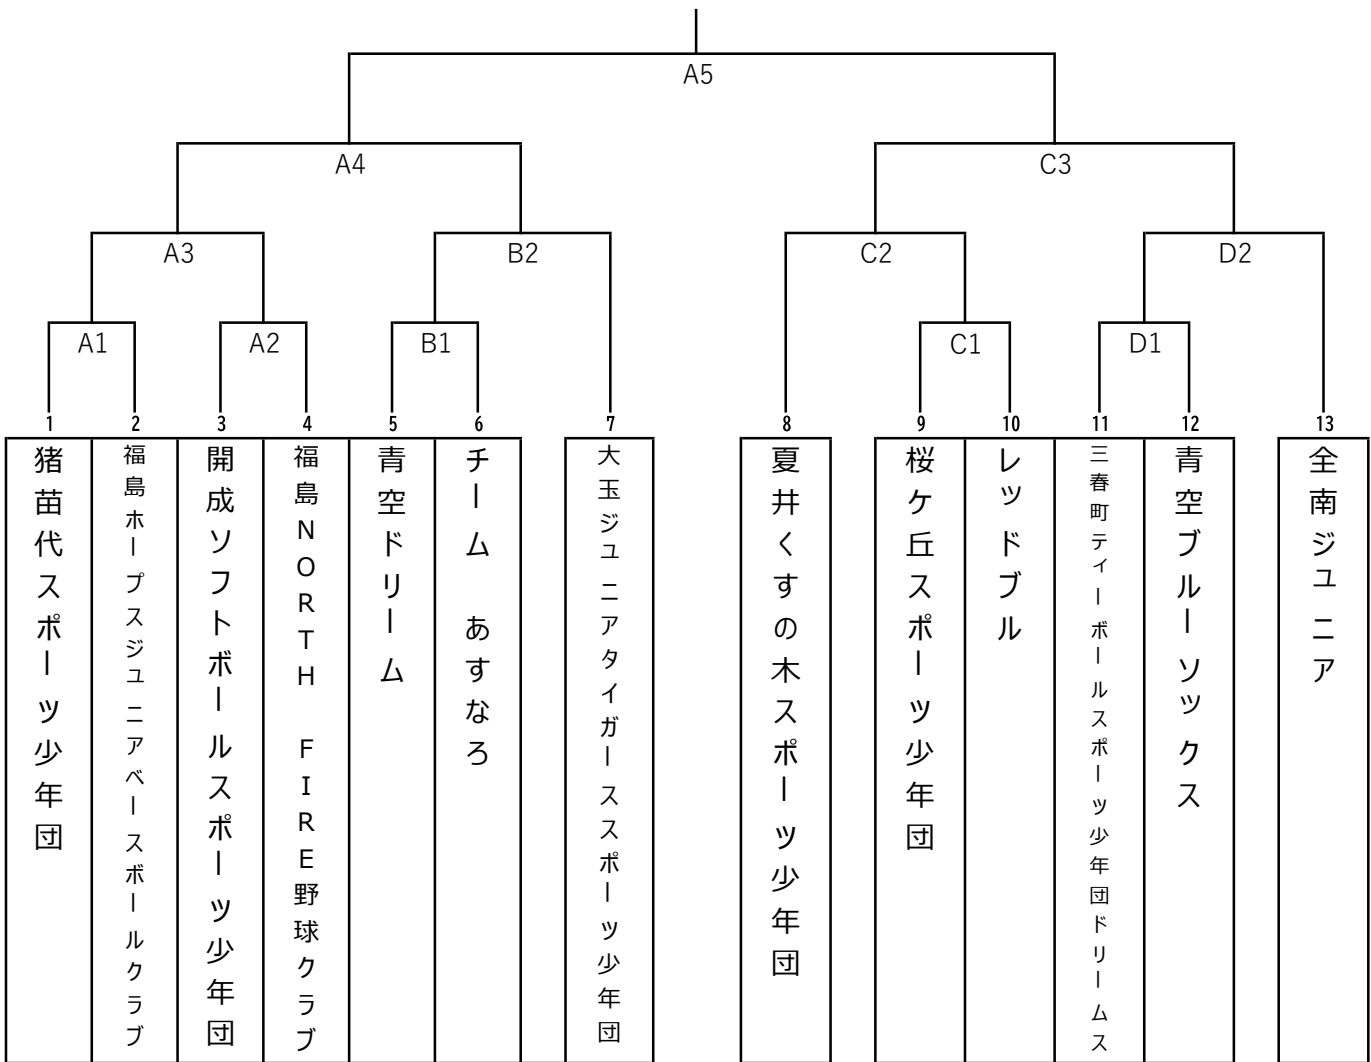 A5
A4
C3
A3
B2
C2
D2
A1
A2
B1
C1
D1
1
2
3
4
5
6
7
8
9
10
11
12
13
猪苗代スポーツ少年団
福島ホープスジュニアベースボールクラブ
開成ソフトボールスポーツ少年団
福島NORTH　FIRE野球クラブ
青空ドリーム
チーム　あすなろ
大玉ジュニアタイガーススポーツ少年団
夏井くすの木スポーツ少年団
桜ケ丘スポーツ少年団
レッドブル
三春町ティーボールスポーツ少年団ドリームス
青空ブルーソックス
全南ジュニア